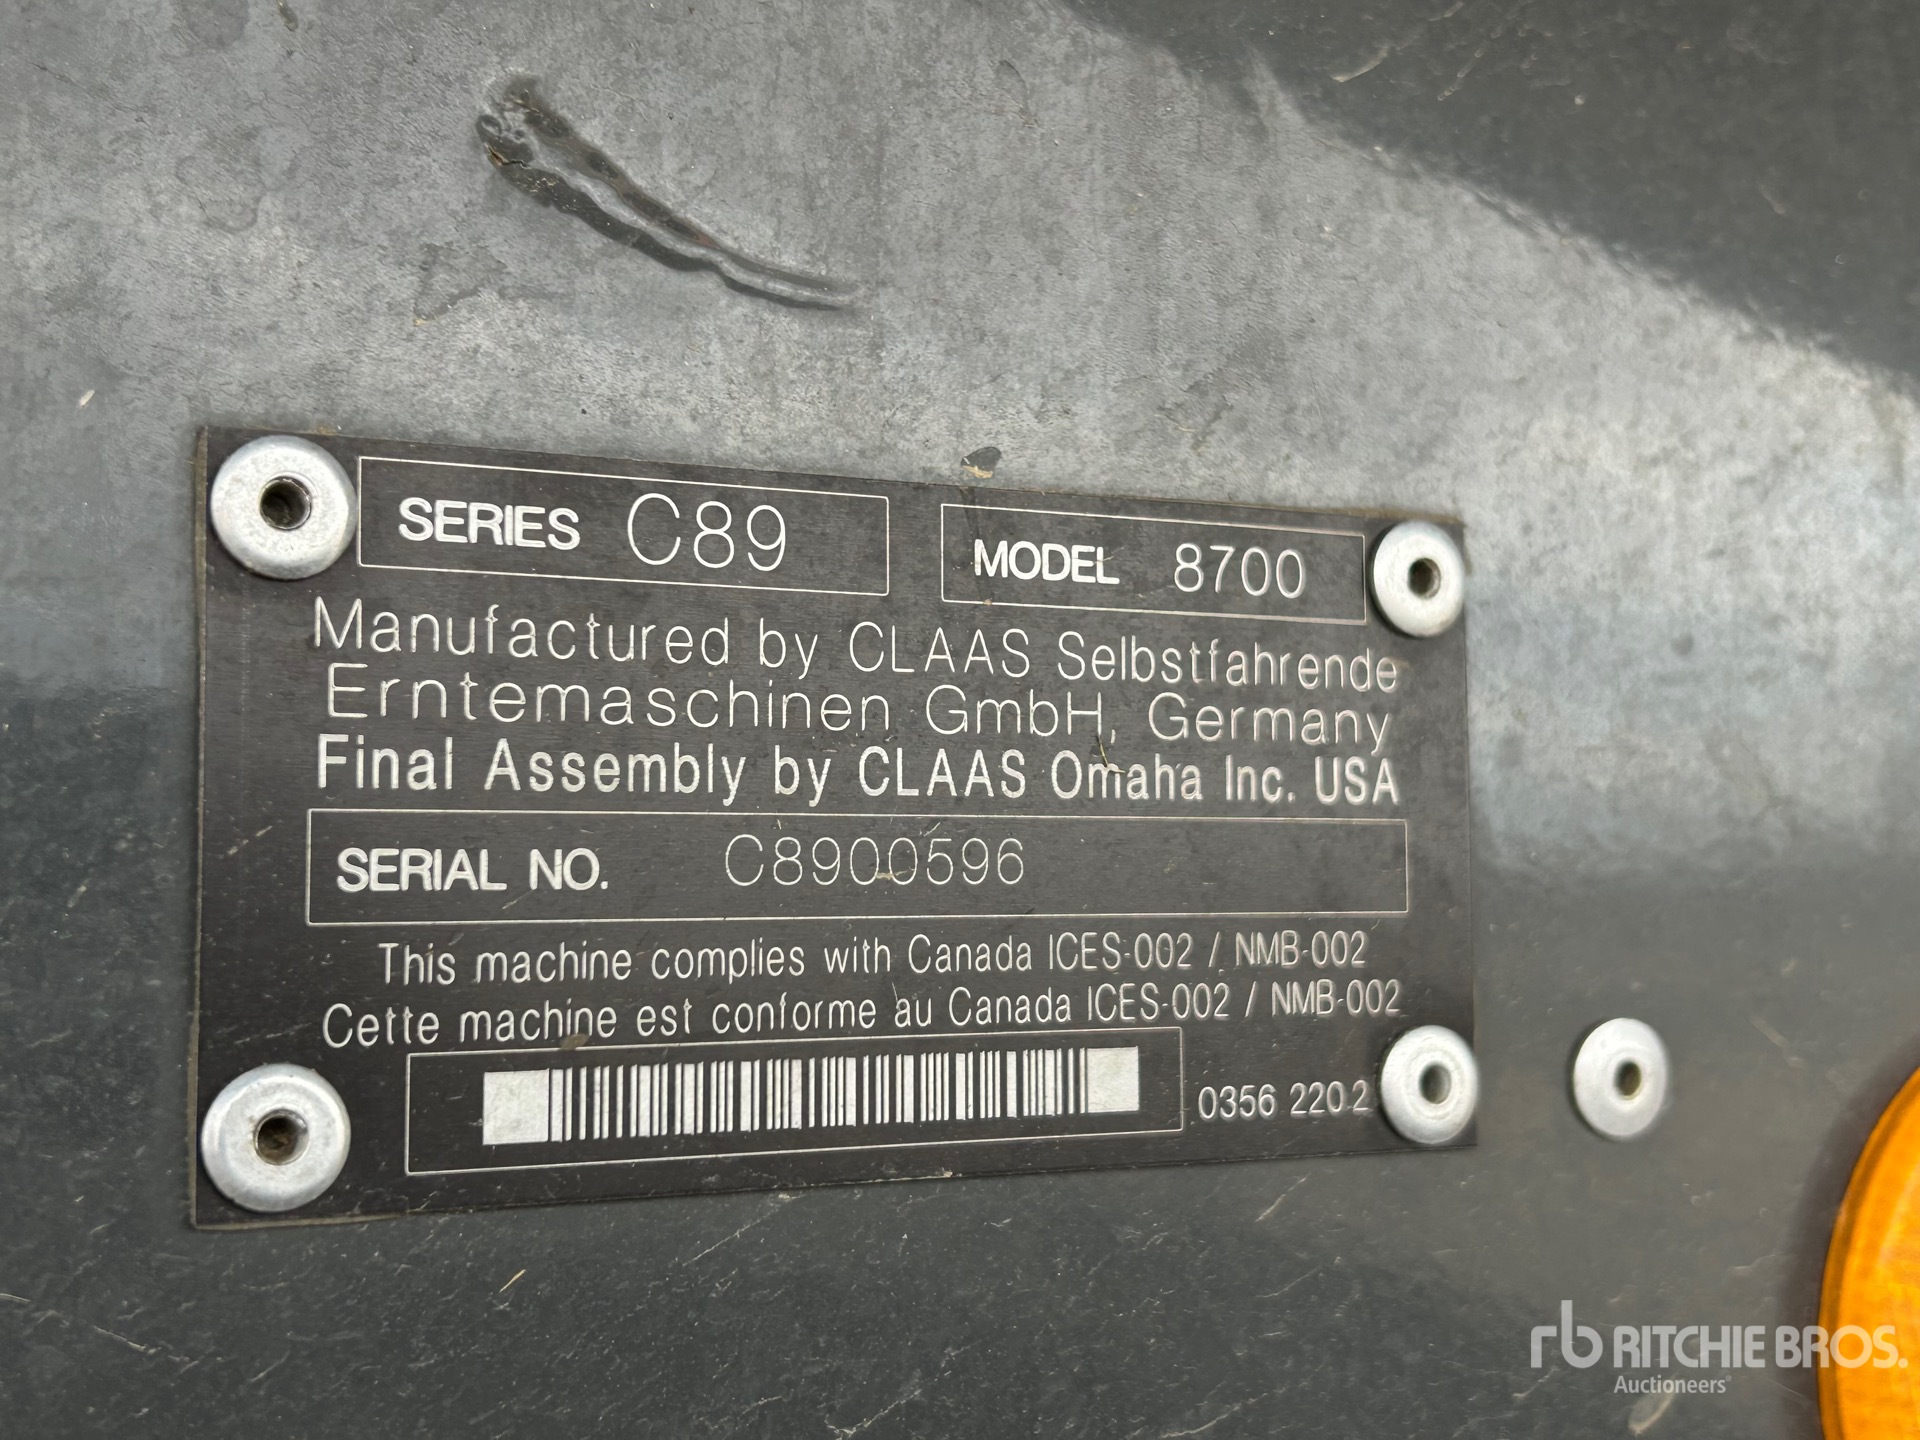 SERIES C89
MODEL 8700
Manufactured by CLAAS Selbstfahrende
Erntemaschinen GmbH, Germany
Final Assembly by CLAAS Omaha Inc. USA
SERIAL NO. C8900596
This machine complies with Canada ICES-002 / NMB-002
Cette machine est conforme au Canada ICES-002 / NMB-002
0356 220 2
rb RITCHIE BROS.
Auctioneers